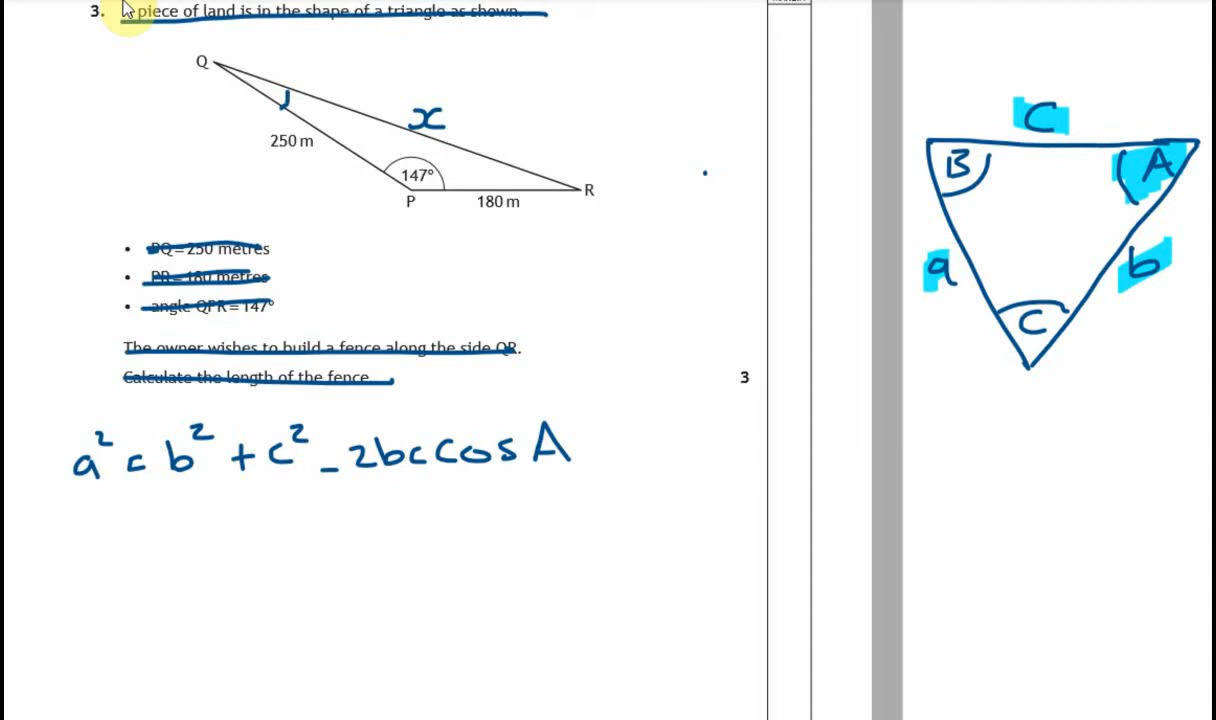 3. piece of land is in the shape of a triangle as shown.
Q
x
250 m
147°
P
180 m
R
• PQ = 250 metres
• PR = 180 metres
• angle QPR = 147°
The owner wishes to build a fence along the side QR.
Calculate the length of the fence
3
a² = b² + c² - 2bc cos A
C
B
A
a
b
C